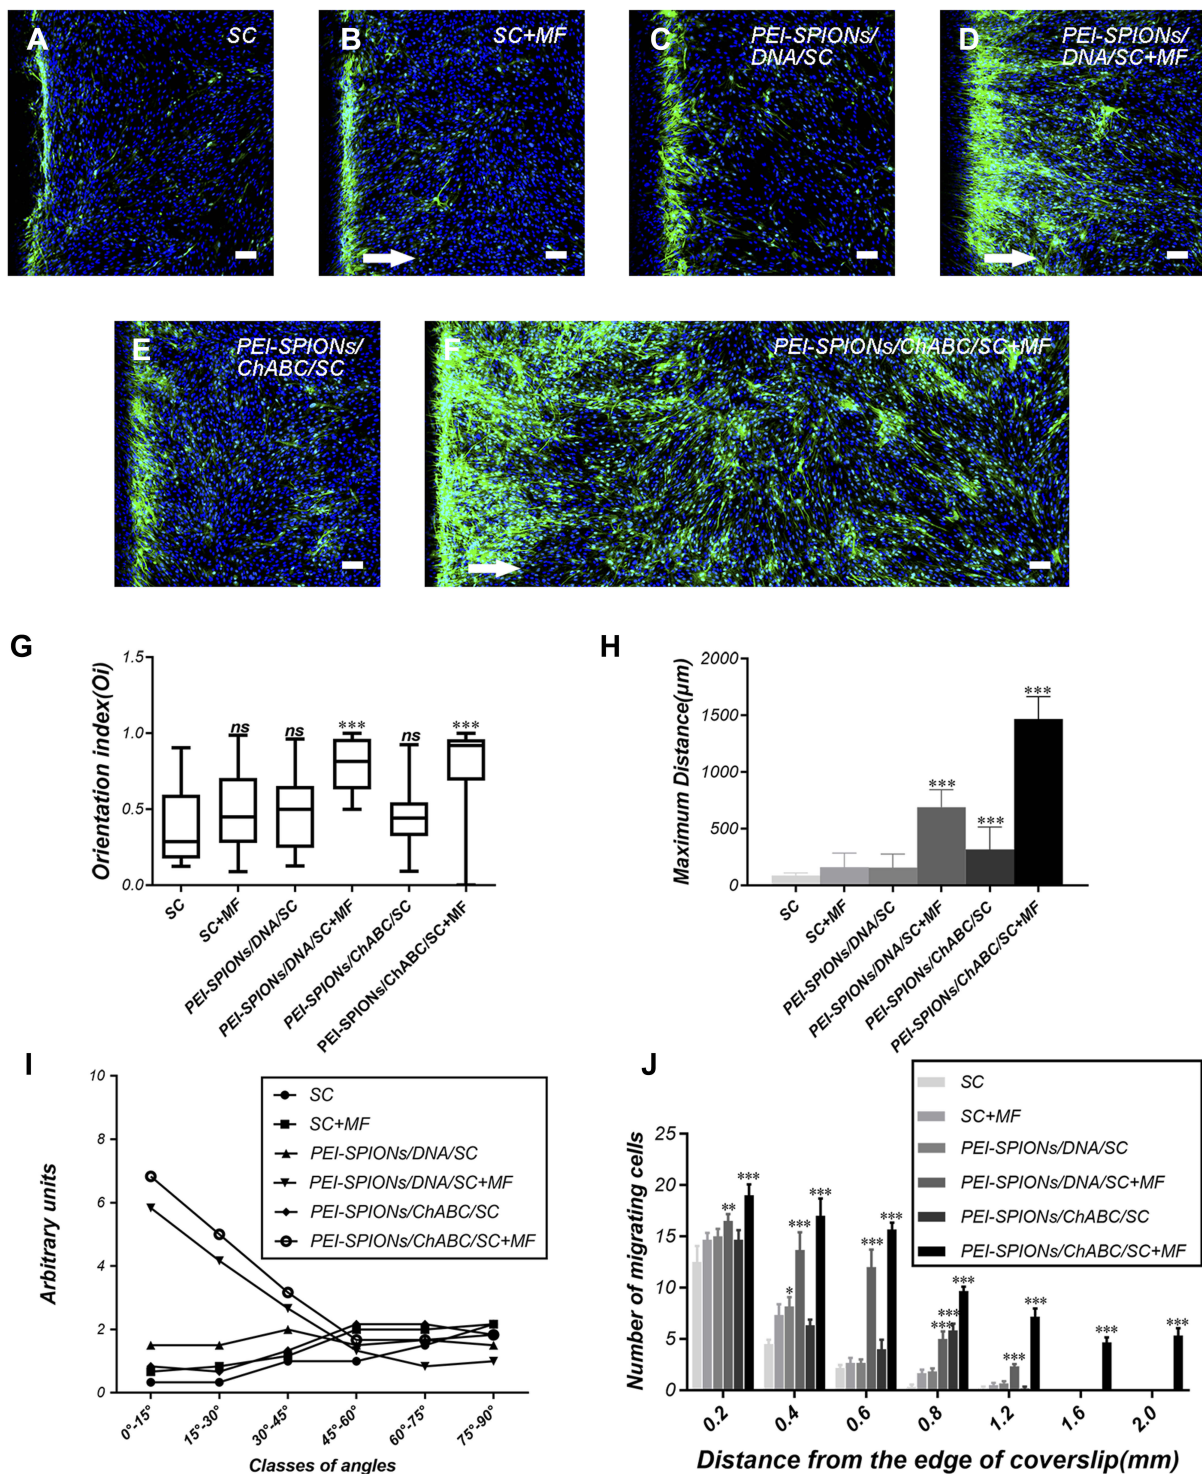 A
SC
B
SC+MF
C
PEI-SPIONs/
DNA/SC
D
PEI-SPIONs/
DNA/SC+MF
E
PEI-SPIONs/
ChABC/SC
F
PEI-SPIONs/ChABC/SC+MF
G
Orientation index(Oi)
1.5
1.0
0.5
0.0
ns
ns
***
ns
***
SC
SC+MF
PEI-SPIONs/DNA/SC
PEI-SPIONs/DNA/SC+MF
PEI-SPIONs/ChABC/SC
PEI-SPIONs/ChABC/SC+MF
H
Maximum Distance(μm)
2000
1500
1000
500
0
***
***
***
SC
SC+MF
PEI-SPIONs/DNA/SC
PEI-SPIONs/DNA/SC+MF
PEI-SPIONs/ChABC/SC
PEI-SPIONs/ChABC/SC+MF
I
Arbitrary units
10
8
6
4
2
0
SC
SC+MF
PEI-SPIONs/DNA/SC
PEI-SPIONs/DNA/SC+MF
PEI-SPIONs/ChABC/SC
PEI-SPIONs/ChABC/SC+MF
0°-15°
15°-30°
30°-45°
45°-60°
60°-75°
75°-90°
Classes of angles
J
SC
SC+MF
PEI-SPIONs/DNA/SC
PEI-SPIONs/DNA/SC+MF
PEI-SPIONs/ChABC/SC
PEI-SPIONs/ChABC/SC+MF
Number of migrating cells
25
20
15
10
5
0
**
***
*
***
***
***
***
***
***
***
***
***
***
***
0.2
0.4
0.6
0.8
1.2
1.6
2.0
Distance from the edge of coverslip(mm)